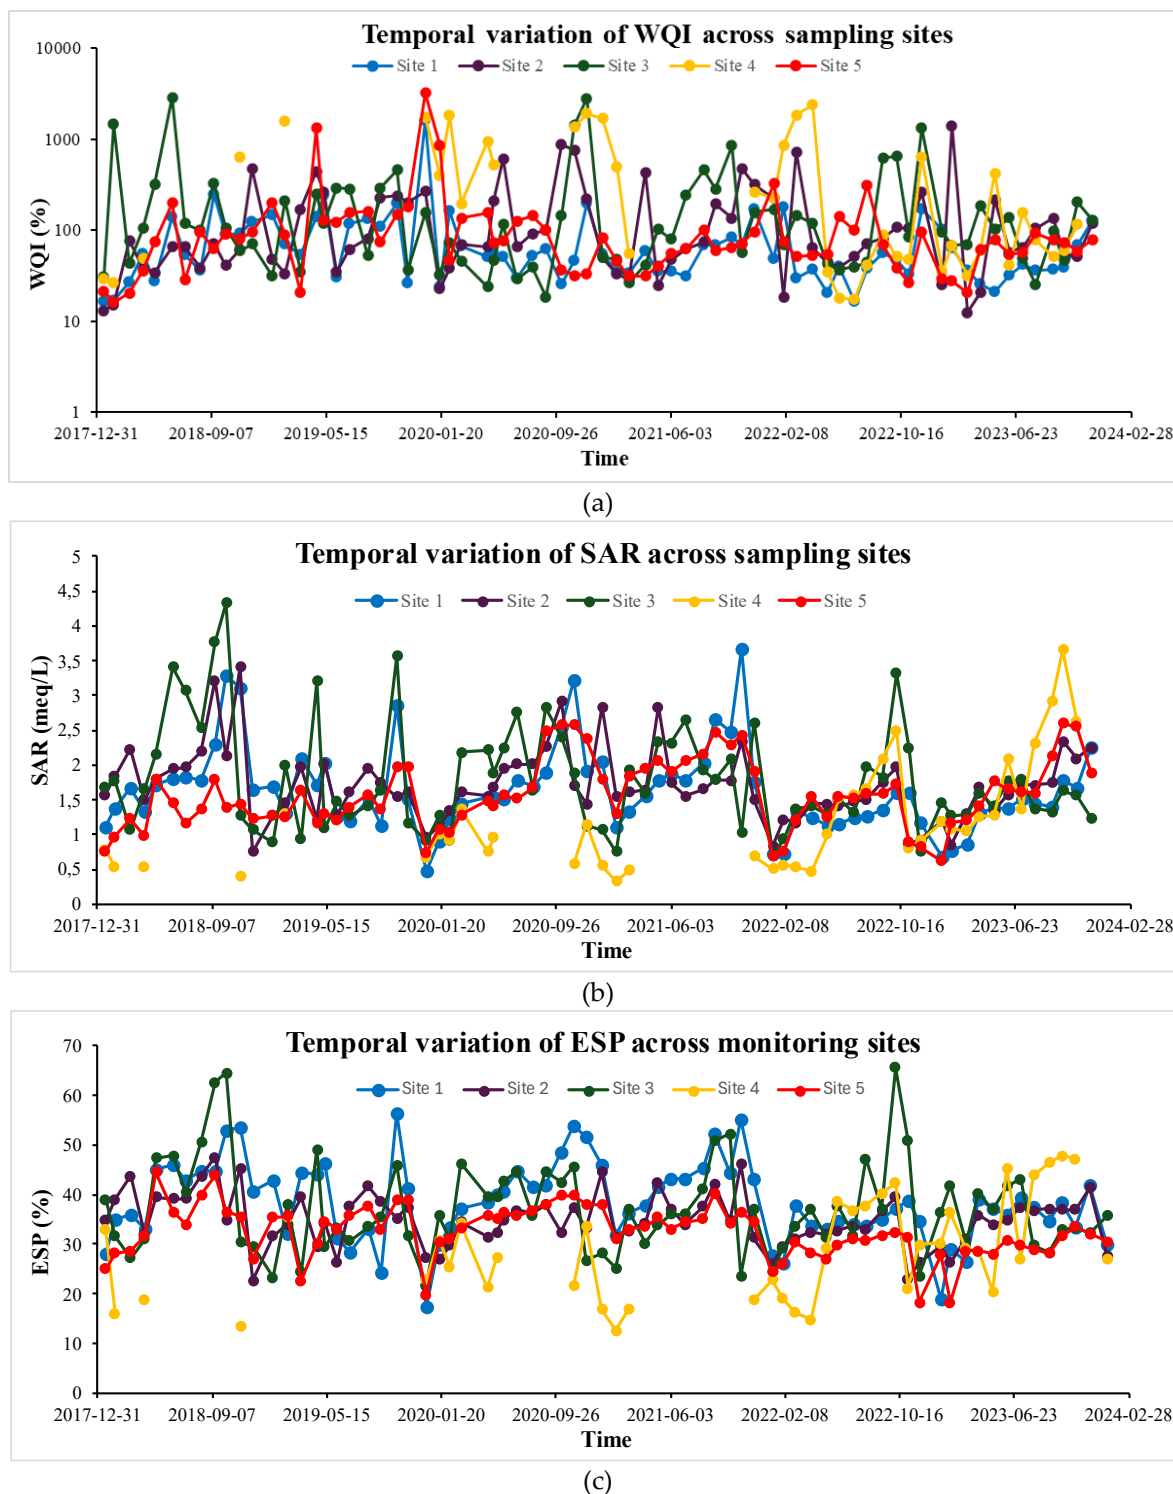 Temporal variation of WQI across sampling sites
Site 1 Site 2 Site 3 Site 4 Site 5
10000
1000
100
10
1
WQI (%)
2017-12-31 2018-09-07 2019-05-15 2020-01-20 2020-09-26 2021-06-03 2022-02-08 2022-10-16 2023-06-23 2024-02-28
Time
(a)
Temporal variation of SAR across sampling sites
Site 1 Site 2 Site 3 Site 4 Site 5
5
4.5
4
3,5
3
2.5
2
1.5
1
0,5
0
SAR (meq/L)
2017-12-31 2018-09-07 2019-05-15 2020-01-20 2020-09-26 2021-06-03 2022-02-08 2022-10-16 2023-06-23 2024-02-28
Time
(b)
Temporal variation of ESP across monitoring sites
Site 1 Site 2 Site 3 Site 4 Site 5
70
60
50
40
30
20
10
0
ESP (%)
2017-12-31 2018-09-07 2019-05-15 2020-01-20 2020-09-26 2021-06-03 2022-02-08 2022-10-16 2023-06-23 2024-02-28
Time
(c)